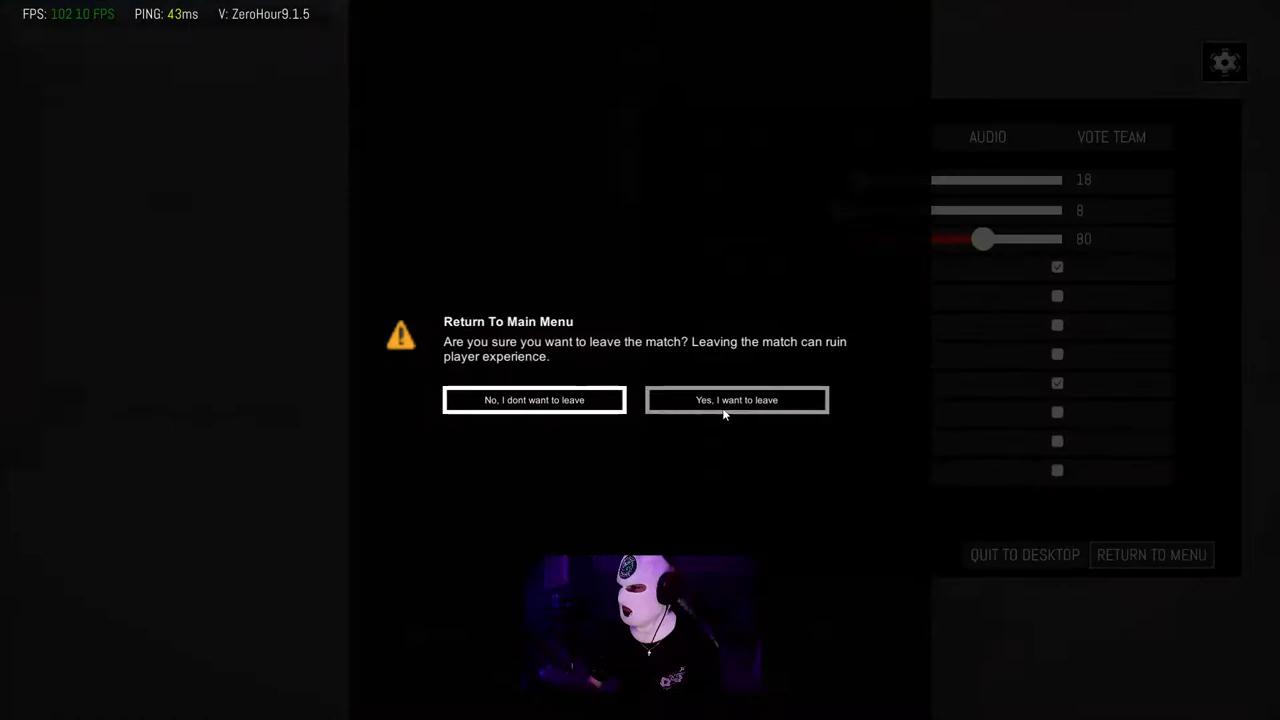 FPS: 102 10 FPS PING: 43ms V: ZeroHour9.1.5
AUDIO VOTE TEAM
18
8
80
Return To Main Menu
Are you sure you want to leave the match? Leaving the match can ruin
player experience.
No, I dont want to leave Yes, I want to leave
QUIT TO DESKTOP RETURN TO MENU